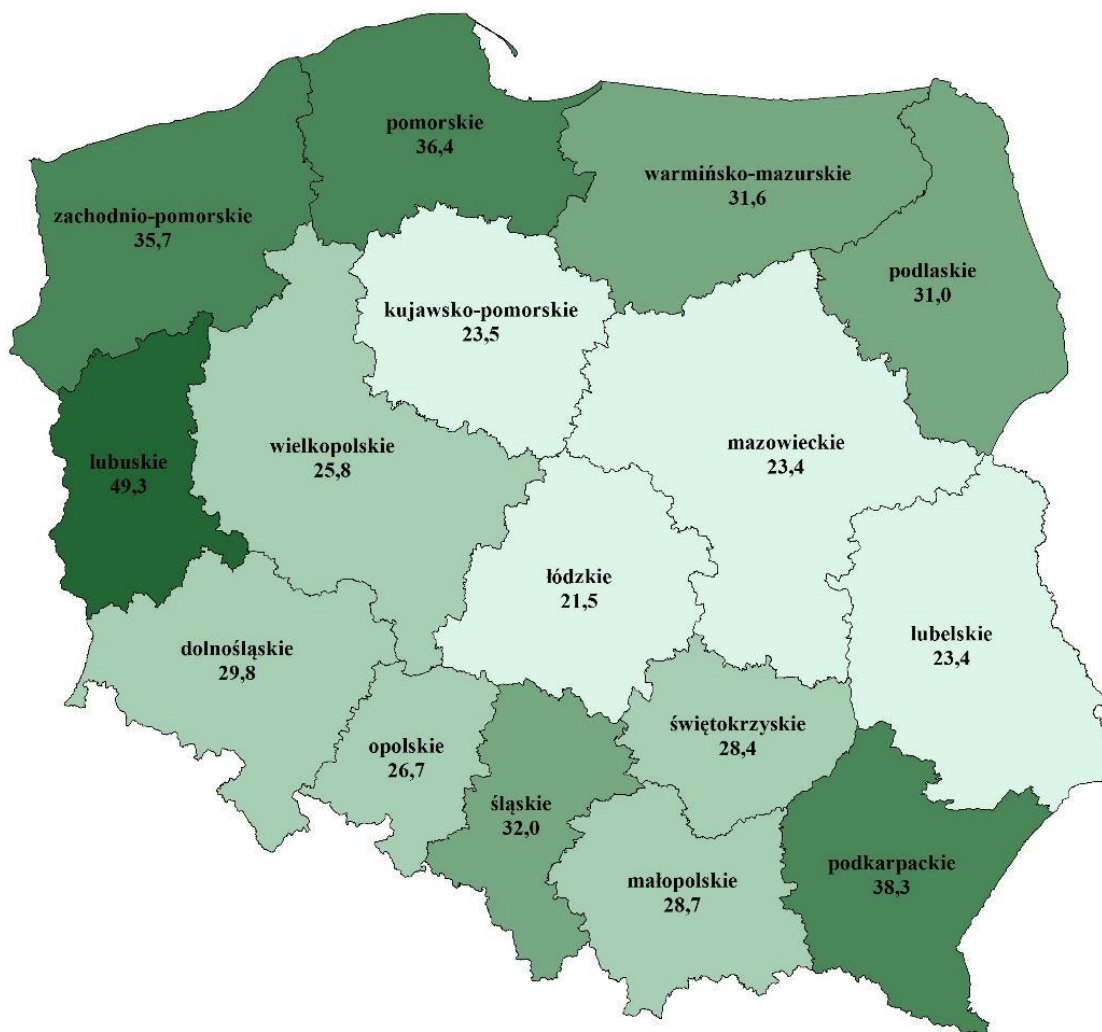 pomorskie
36,4
warmińsko-mazurskie
31,6
zachodnio-pomorskie
35,7
podlaskie
31,0
kujawsko-pomorskie
23,5
lubuskie
49,3
wielkopolskie
25,8
mazowieckie
23,4
łódzkie
21,5
lubelskie
23,4
dolnośląskie
29,8
opolskie
26,7
świętokrzyskie
28,4
śląskie
32,0
małopolskie
28,7
podkarpackie
38,3